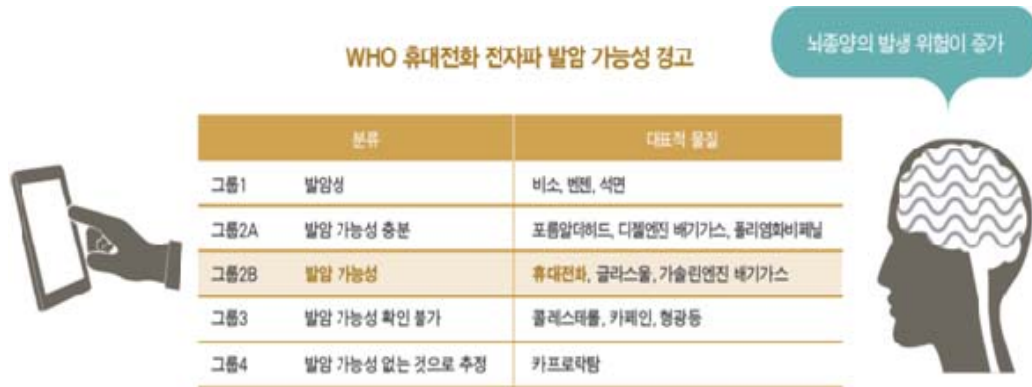 WHO 휴대전화 전자파 발암 가능성 경고
뇌종양의 발생 위험이 증가
분류 대표적 물질
그룹1 발암성 비소, 벤젠, 석면
그룹2A 발암 가능성 충분 포름알더히드, 디젤엔진 배기가스, 폴리염화비페닐
그룹2B 발암 가능성 휴대전화, 글라스울, 가솔린엔진 배기가스
그룹3 발암 가능성 확인 불가 콜레스테롤, 카페인, 형광등
그룹4 발암 가능성 없는 것으로 추정 카프로락탐